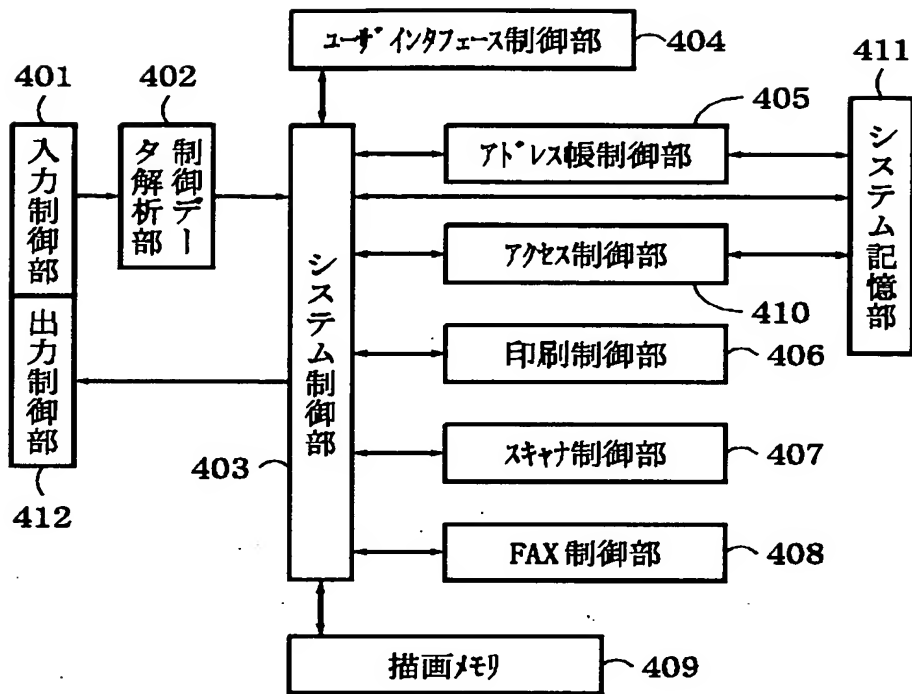 ユーザインタフェース制御部
404
401
402
411
405
入力制御部
制御デー
タ解析部
アドレス帳制御部
システム記憶部
システム制御部
アクセス制御部
410
出力制御部
印刷制御部
406
403
スキャナ制御部
407
412
FAX制御部
408
描画メモリ
409